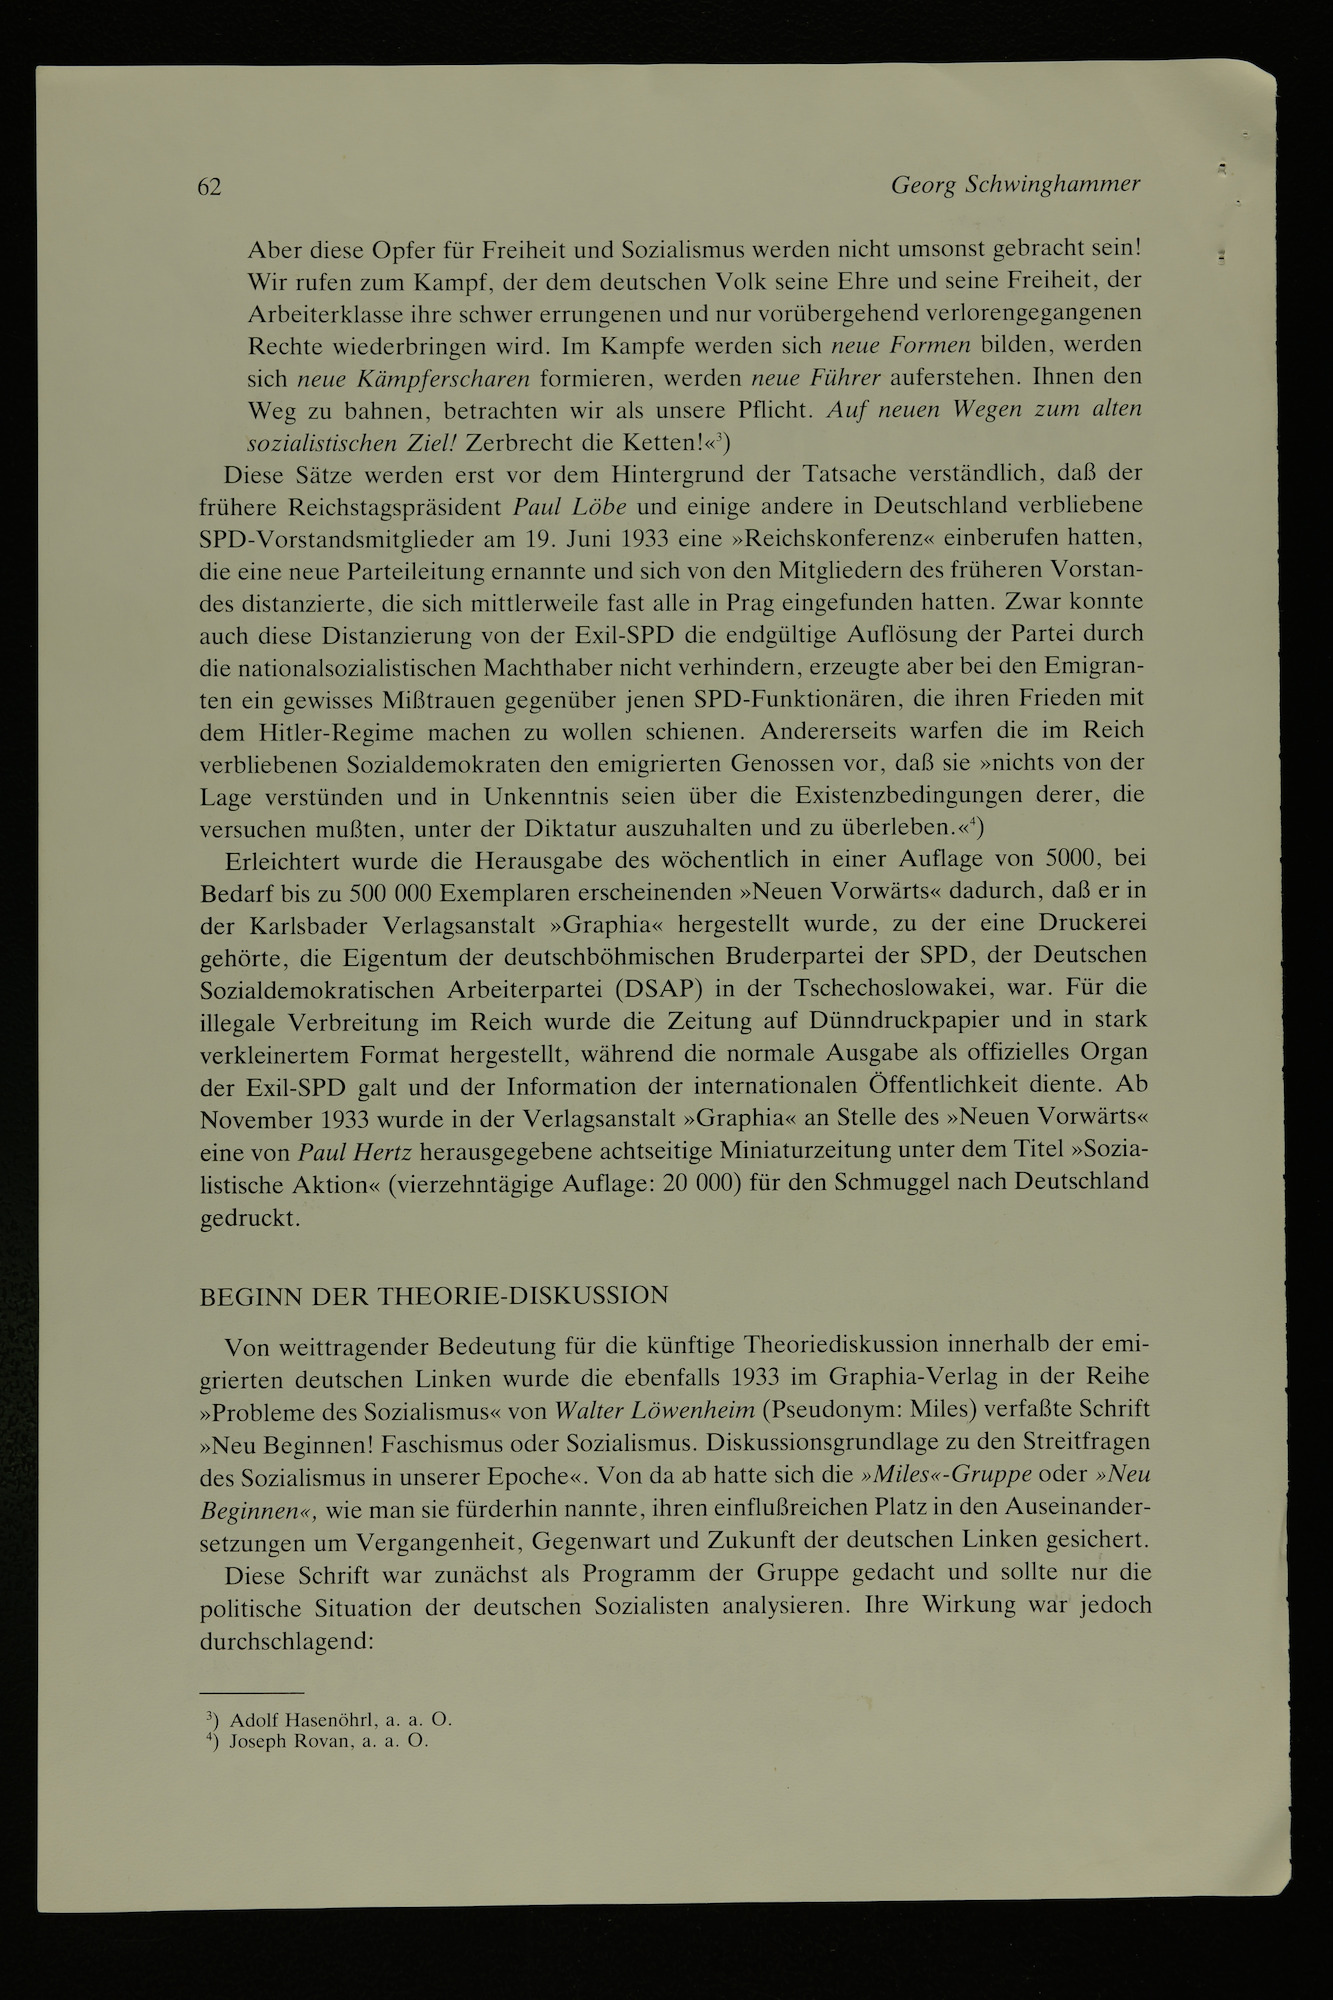 62
Georg Schwinghammer
Aber diese Opfer für Freiheit und Sozialismus werden nicht umsonst gebracht sein!
Wir rufen zum Kampf, der dem deutschen Volk seine Ehre und seine Freiheit, der
Arbeiterklasse ihre schwer errungenen und nur vorübergehend verlorengegangenen
Rechte wiederbringen wird. Im Kampfe werden sich neue Formen bilden, werden
sich neue Kämpferscharen formieren, werden neue Führer auferstehen. Ihnen den
Weg zu bahnen, betrachten wir als unsere Pflicht. Auf neuen Wegen zum alten
sozialistischen Ziel! Zerbrecht die Ketten!«³)
Diese Sätze werden erst vor dem Hintergrund der Tatsache verständlich, daß der
frühere Reichstagspräsident Paul Löbe und einige andere in Deutschland verbliebene
SPD-Vorstandsmitglieder am 19. Juni 1933 eine »Reichskonferenz« einberufen hatten,
die eine neue Parteileitung ernannte und sich von den Mitgliedern des früheren Vorstan-
des distanzierte, die sich mittlerweile fast alle in Prag eingefunden hatten. Zwar konnte
auch diese Distanzierung von der Exil-SPD die endgültige Auflösung der Partei durch
die nationalsozialistischen Machthaber nicht verhindern, erzeugte aber bei den Emigran-
ten ein gewisses Mißtrauen gegenüber jenen SPD-Funktionären, die ihren Frieden mit
dem Hitler-Regime machen zu wollen schienen. Andererseits warfen die im Reich
verbliebenen Sozialdemokraten den emigrierten Genossen vor, daß sie »nichts von der
Lage verstünden und in Unkenntnis seien über die Existenzbedingungen derer, die
versuchen mußten, unter der Diktatur auszuhalten und zu überleben.«⁴)
Erleichtert wurde die Herausgabe des wöchentlich in einer Auflage von 5000, bei
Bedarf bis zu 500 000 Exemplaren erscheinenden »Neuen Vorwärts« dadurch, daß er in
der Karlsbader Verlagsanstalt »Graphia« hergestellt wurde, zu der eine Druckerei
gehörte, die Eigentum der deutschböhmischen Bruderpartei der SPD, der Deutschen
Sozialdemokratischen Arbeiterpartei (DSAP) in der Tschechoslowakei, war. Für die
illegale Verbreitung im Reich wurde die Zeitung auf Dünndruckpapier und in stark
verkleinertem Format hergestellt, während die normale Ausgabe als offizielles Organ
der Exil-SPD galt und der Information der internationalen Öffentlichkeit diente. Ab
November 1933 wurde in der Verlagsanstalt »Graphia« an Stelle des »Neuen Vorwärts«
eine von Paul Hertz herausgegebene achtseitige Miniaturzeitung unter dem Titel »Sozia-
listische Aktion« (vierzehntägige Auflage: 20 000) für den Schmuggel nach Deutschland
gedruckt.
BEGINN DER THEORIE-DISKUSSION
Von weittragender Bedeutung für die künftige Theoriediskussion innerhalb der emi-
grierten deutschen Linken wurde die ebenfalls 1933 im Graphia-Verlag in der Reihe
»Probleme des Sozialismus« von Walter Löwenheim (Pseudonym: Miles) verfaßte Schrift
»Neu Beginnen! Faschismus oder Sozialismus. Diskussionsgrundlage zu den Streitfragen
des Sozialismus in unserer Epoche«. Von da ab hatte sich die »Miles«-Gruppe oder »Neu
Beginnen«, wie man sie fürderhin nannte, ihren einflußreichen Platz in den Auseinander-
setzungen um Vergangenheit, Gegenwart und Zukunft der deutschen Linken gesichert.
Diese Schrift war zunächst als Programm der Gruppe gedacht und sollte nur die
politische Situation der deutschen Sozialisten analysieren. Ihre Wirkung war jedoch
durchschlagend:
³) Adolf Hasenöhrl, a. a. O.
⁴) Joseph Rovan, a. a. O.